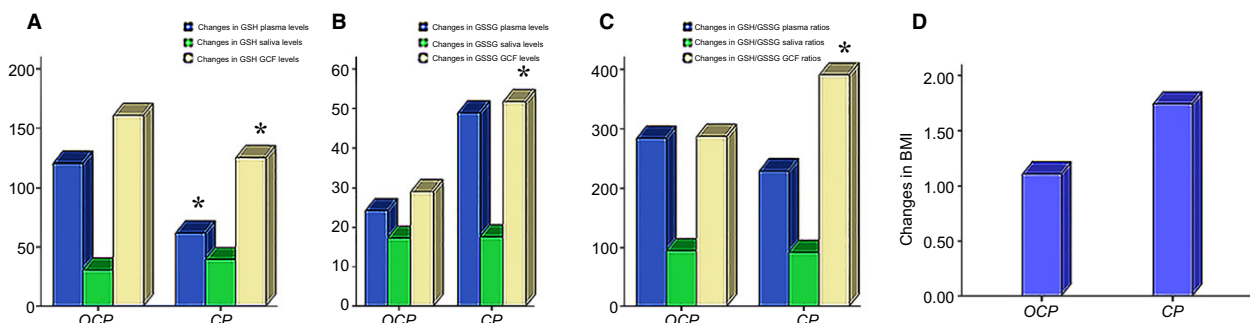 A
Changes in GSH plasma levels
Changes in GSH saliva levels
Changes in GSH GCF levels
200
150
100
50
0
*
*
OCP
CP
B
Changes in GSSG plasma levels
Changes in GSSG saliva levels
Changes in GSSG GCF levels
60
50
40
30
20
10
0
*
OCP
CP
C
Changes in GSH/GSSG plasma ratios
Changes in GSH/GSSG saliva ratios
Changes in GSH/GSSG GCF ratios
400
300
200
100
0
*
OCP
CP
D
Changes in BMI
2.00
1.50
1.00
0.50
0.00
OCP
CP